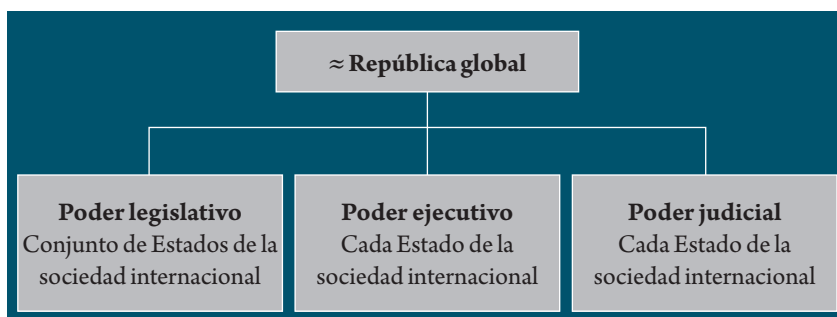 ≈ República global
Poder legislativo
Conjunto de Estados de la
sociedad internacional
Poder ejecutivo
Cada Estado de la
sociedad internacional
Poder judicial
Cada Estado de la
sociedad internacional